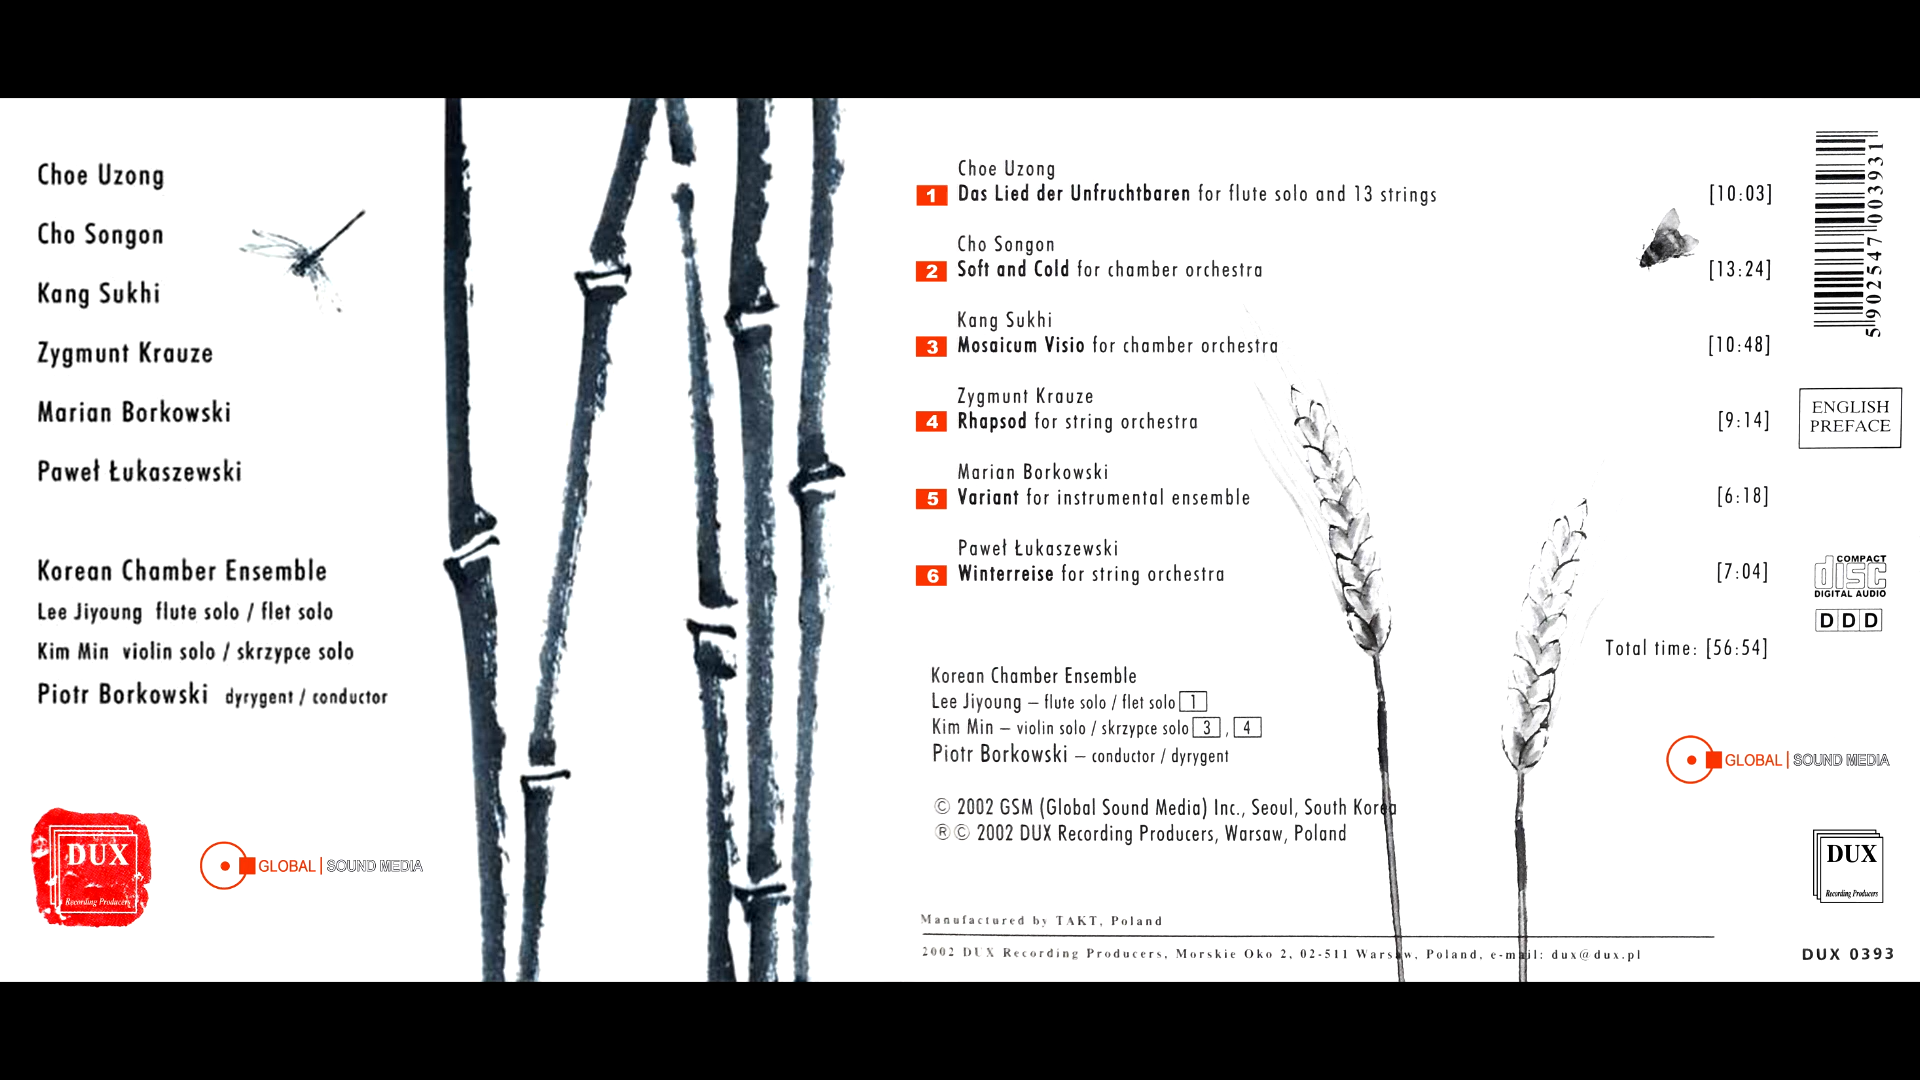 Choe Uzong
Cho Songon
Kang Sukhi
Zygmunt Krauze
Marian Borkowski
Paweł Łukaszewski
Korean Chamber Ensemble
Lee Jiyoung flute solo / flet solo
Kim Min violin solo / skrzypce solo
Piotr Borkowski dyrygent / conductor
DUX
Recording Producers
GLOBAL | SOUND MEDIA
Choe Uzong
1 Das Lied der Unfruchtbaren for flute solo and 13 strings [10:03]
Cho Songon
2 Soft and Cold for chamber orchestra [13:24]
Kang Sukhi
3 Mosaicum Visio for chamber orchestra [10:48]
Zygmunt Krauze
4 Rhapsod for string orchestra [9:14]
Marian Borkowski
5 Variant for instrumental ensemble [6:18]
Paweł Łukaszewski
6 Winterreise for string orchestra [7:04]
Total time: [56:54]
Korean Chamber Ensemble
Lee Jiyoung – flute solo / flet solo 1
Kim Min – violin solo / skrzypce solo 3 , 4
Piotr Borkowski – conductor / dyrygent
© 2002 GSM (Global Sound Media) Inc., Seoul, South Korea
®© 2002 DUX Recording Producers, Warsaw, Poland
Manufactured by TAKT, Poland
2002 DUX Recording Producers, Morskie Oko 2, 02-511 Warsaw, Poland, e-mail: dux@dux.pl
5 902547 003931
ENGLISH
PREFACE
COMPACT
disc
DIGITAL AUDIO
DDD
GLOBAL | SOUND MEDIA
DUX
Recording Producers
DUX 0393